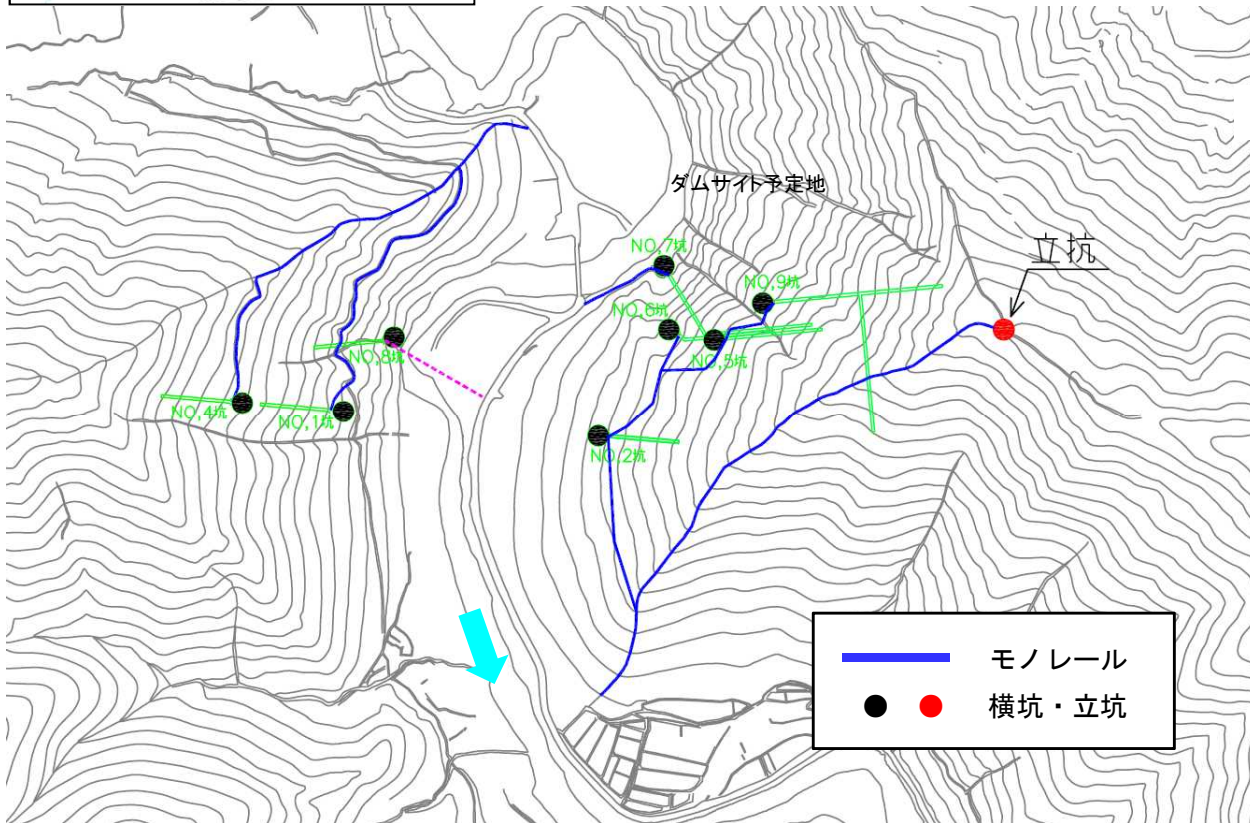 ダムサイト予定地
立抗
NO,7坑
NO,9坑
NO,6坑
NO,5坑
NO,8坑
NO,4坑
NO,1坑
NO,2坑
モノレール
横坑・立坑